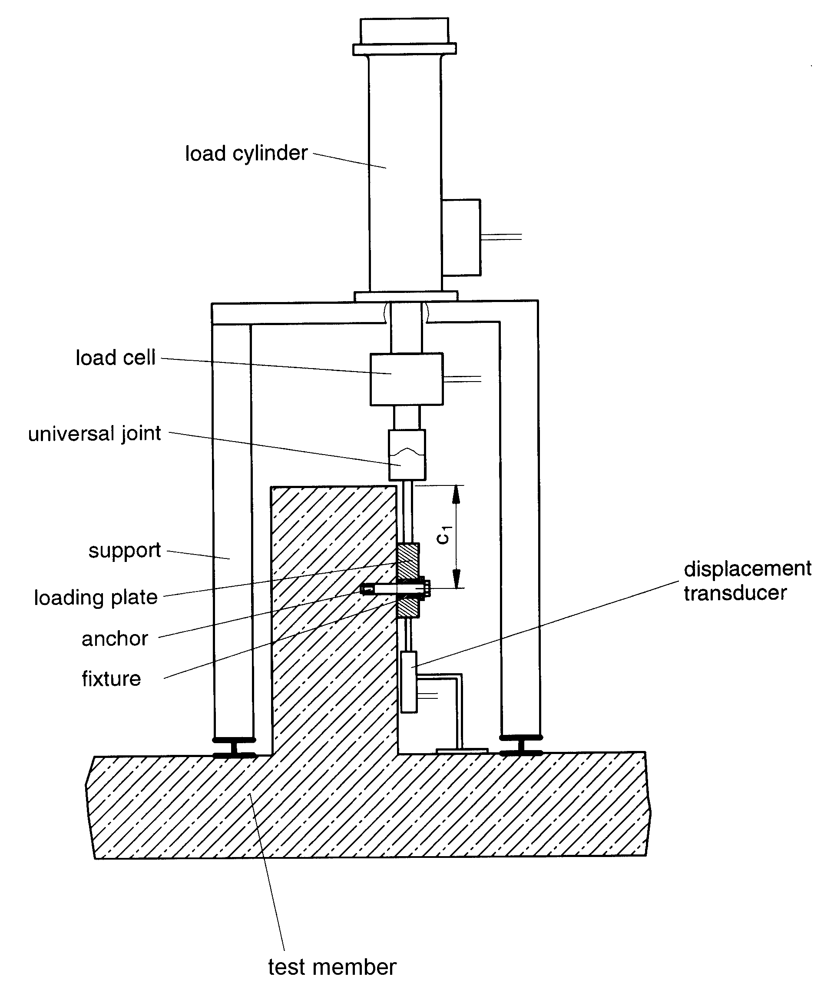 load cylinder
load cell
universal joint
c₁
support
displacement
transducer
loading plate
anchor
fixture
test member